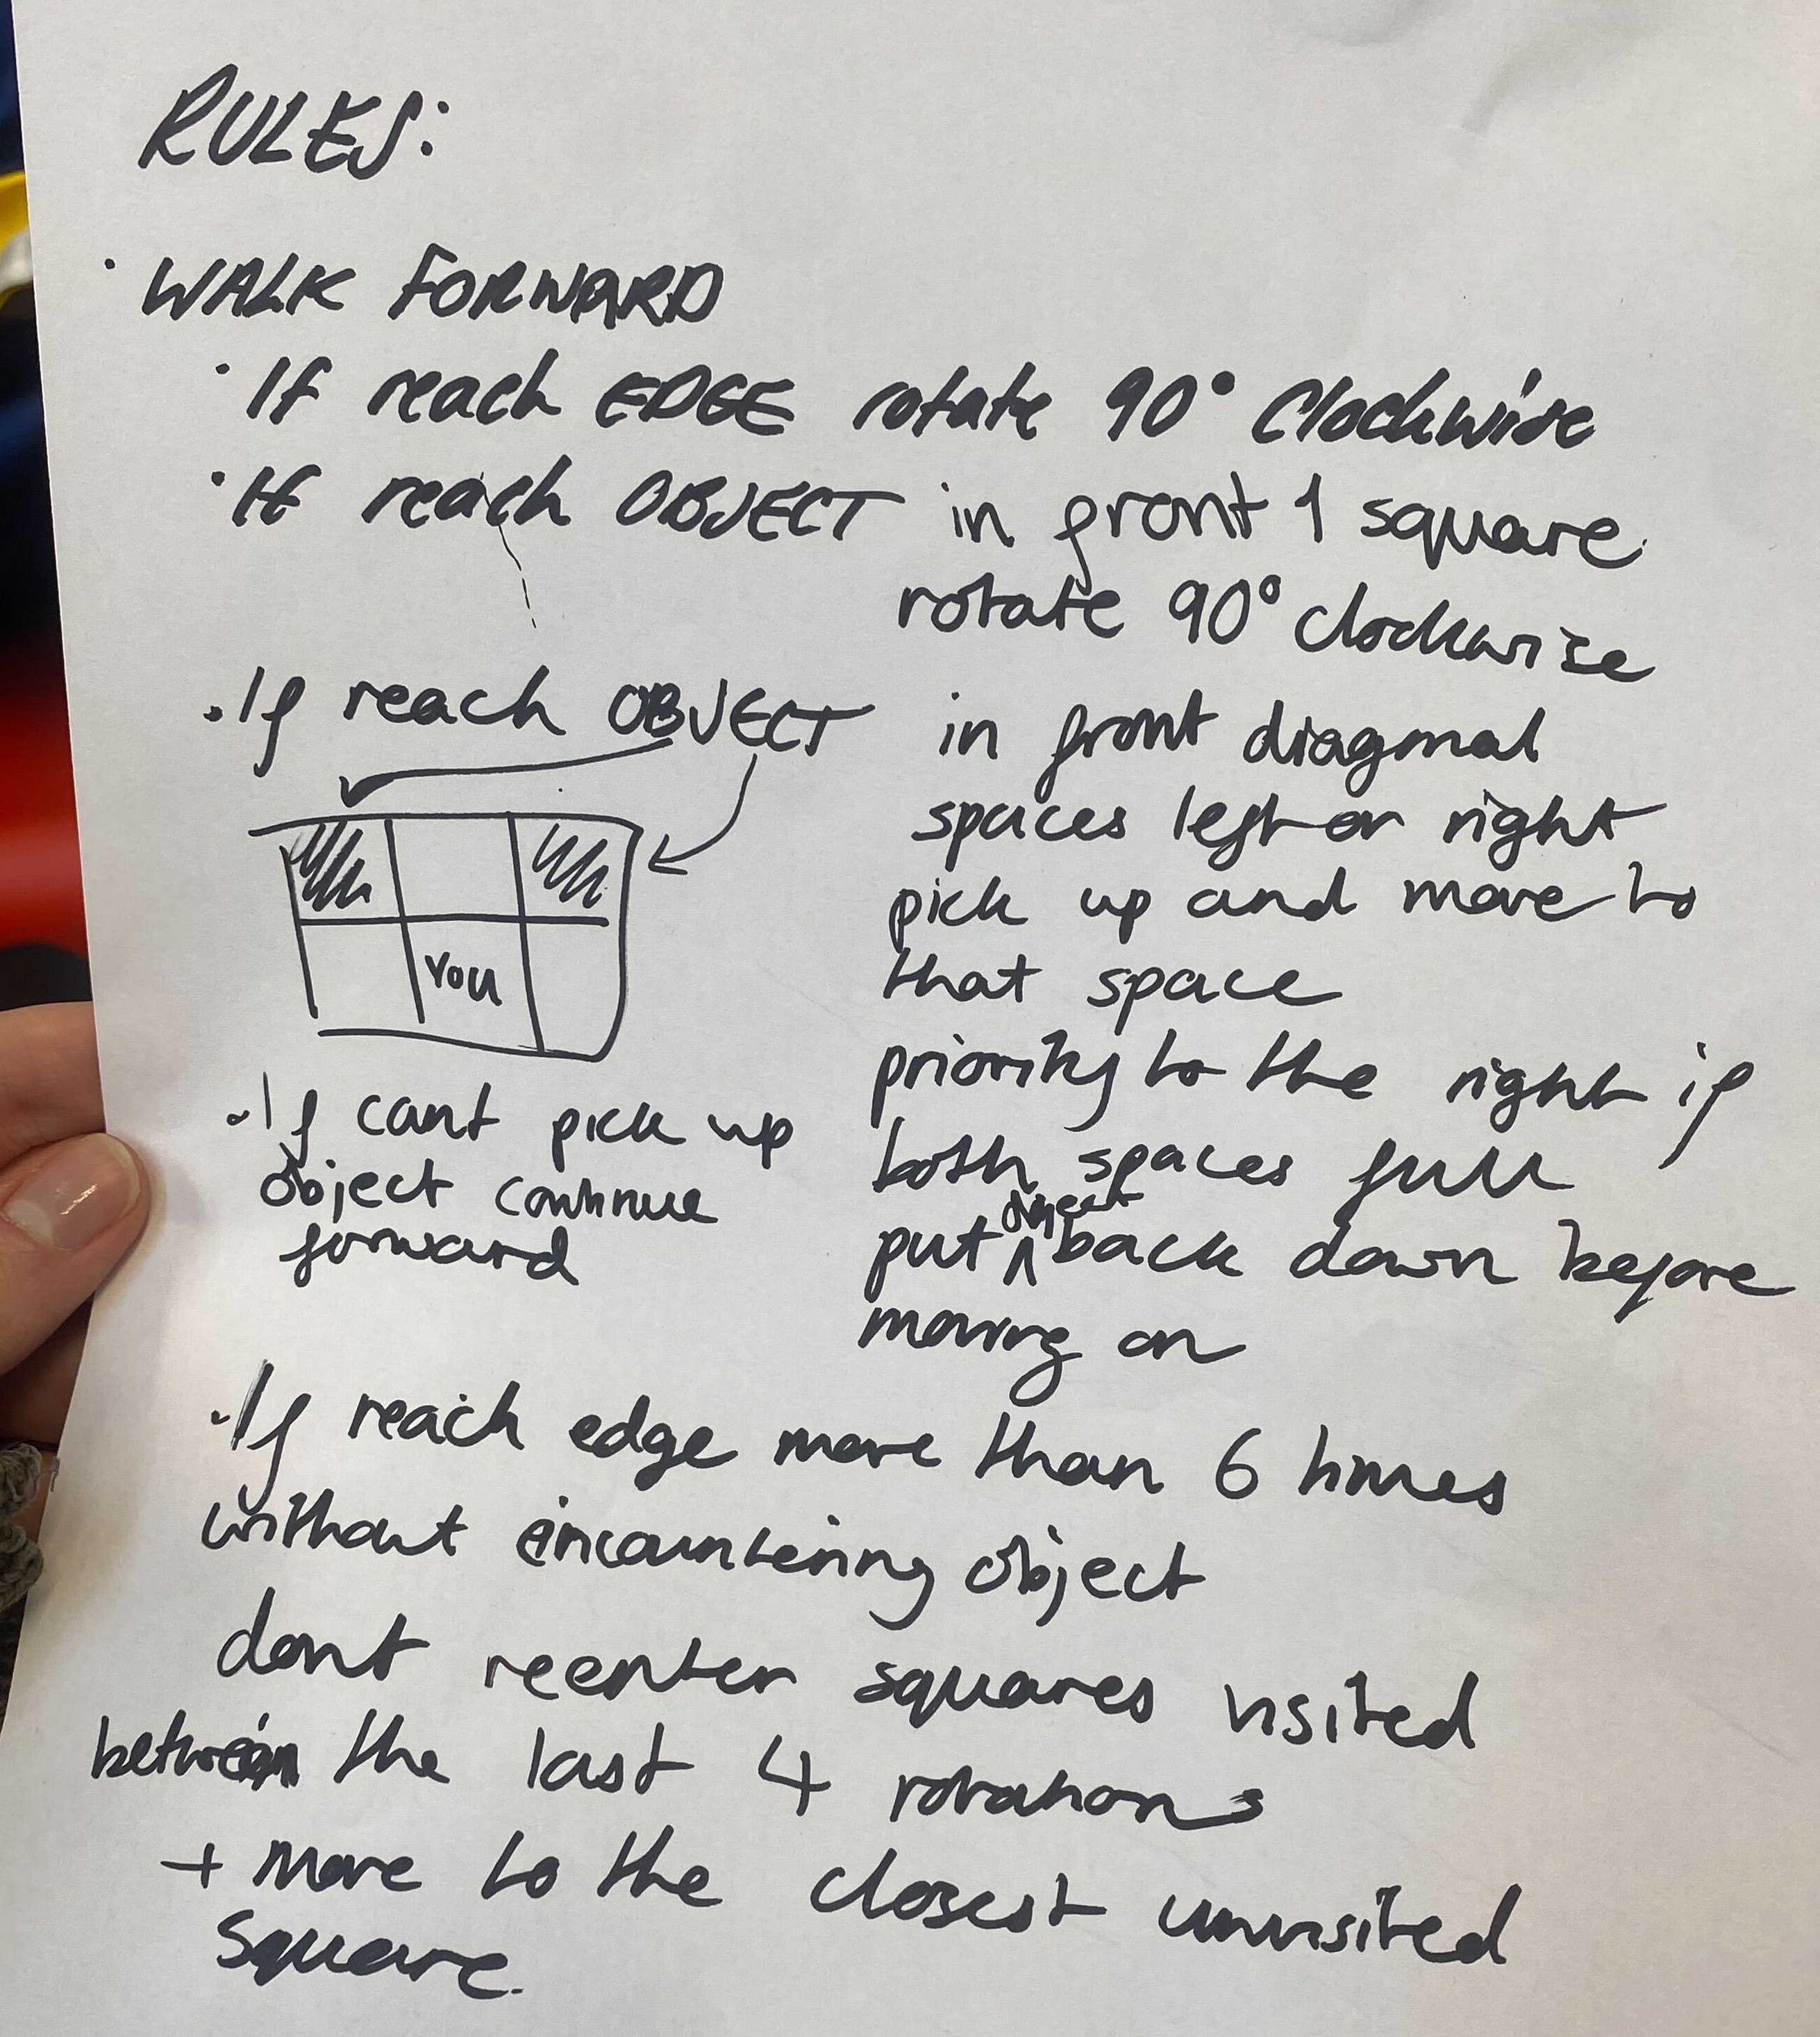 RULES:
· WALK FORWARD
· If reach EDGE rotate 90° Clockwise
· If reach OBJECT in front 1 square
rotate 90° clockwise
· If reach OBJECT in front diagonal
spaces left or right
pick up and move to
that space
priority to the right if
both spaces full
put object back down before
moving on
YOU
· If cant pick up
object continue
forward
· If reach edge more than 6 times
without encountering object
dont reenter squares visited
between the last 4 rotations
+ move to the closest unvisited
square.